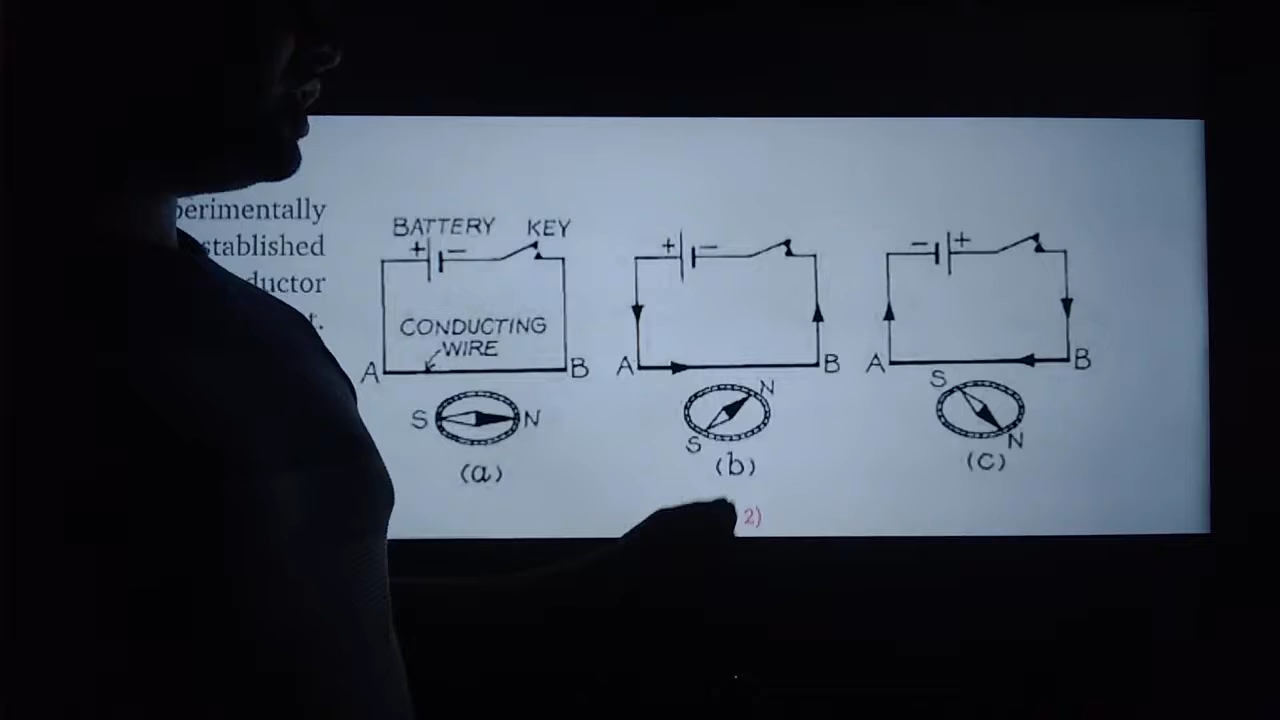 perimentally
stablished
ductor
t.
BATTERY KEY
+ −
CONDUCTING
WIRE
A B
S N
(a)
+ −
A B
N
S
(b)
− +
A B
S
N
(c)
2)